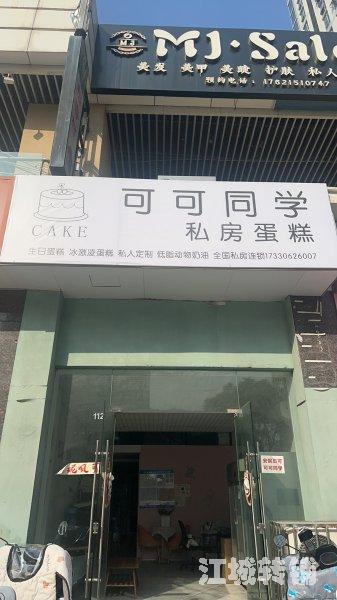 MJ
MJ·Sal
美发 美甲 美睫 护肤 私人
预约电话：17621510747
CAKE
可可同学
私房蛋糕
生日蛋糕 冰激凌蛋糕 私人定制 低脂动物奶油 全国私房连锁17330626007
112
可可同学
江城转铺